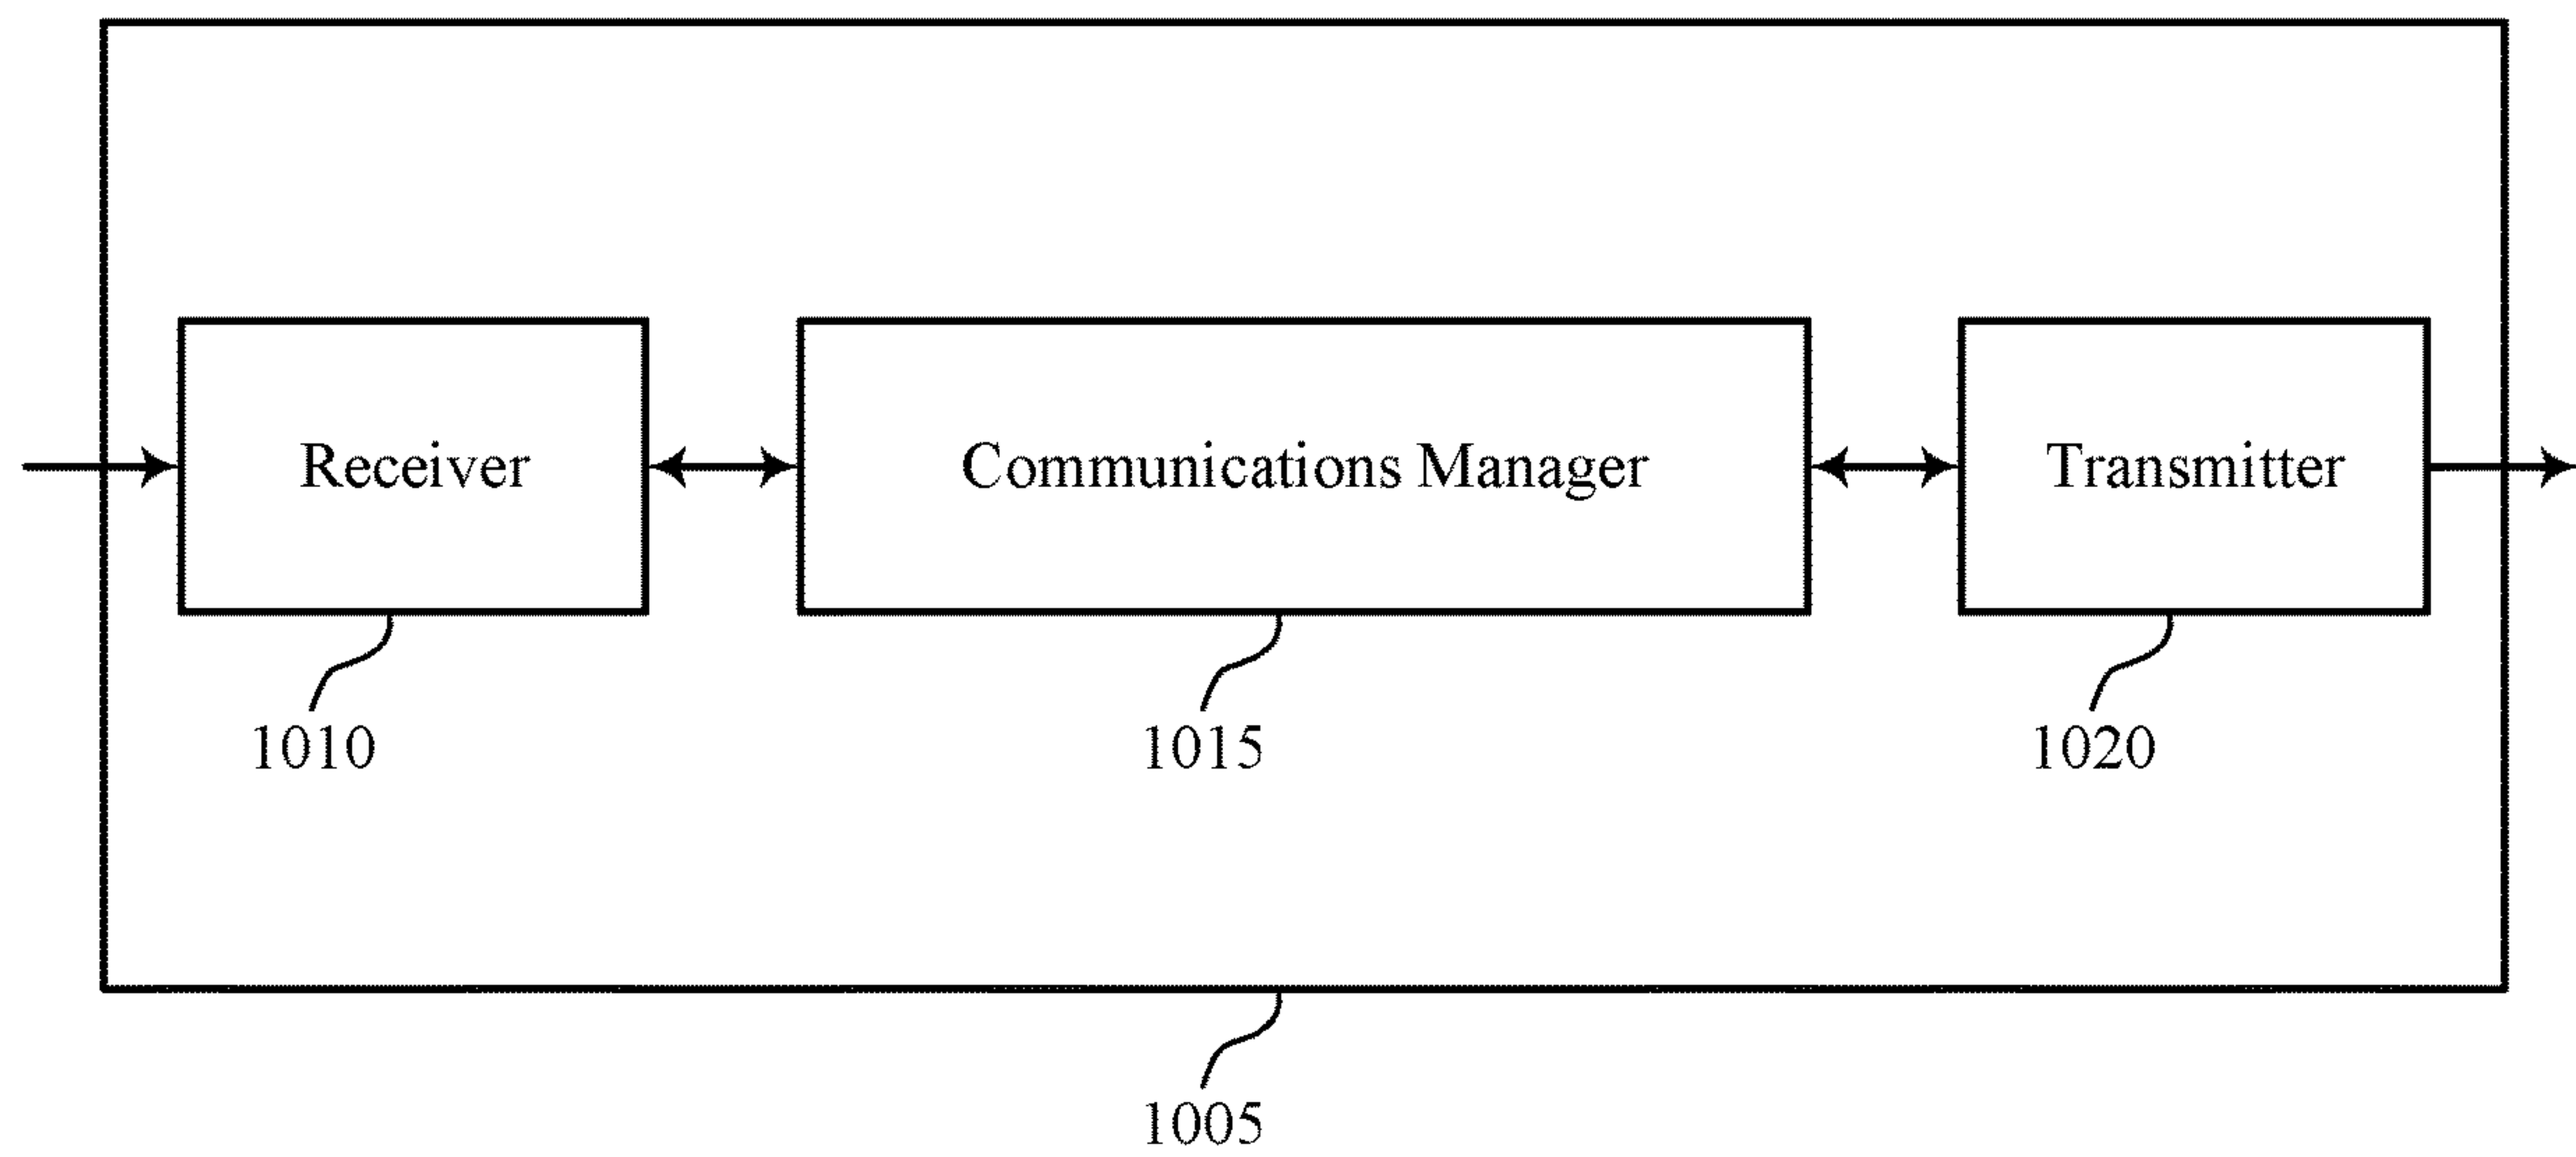 Receiver
Communications Manager
Transmitter
1010
1015
1020
1005